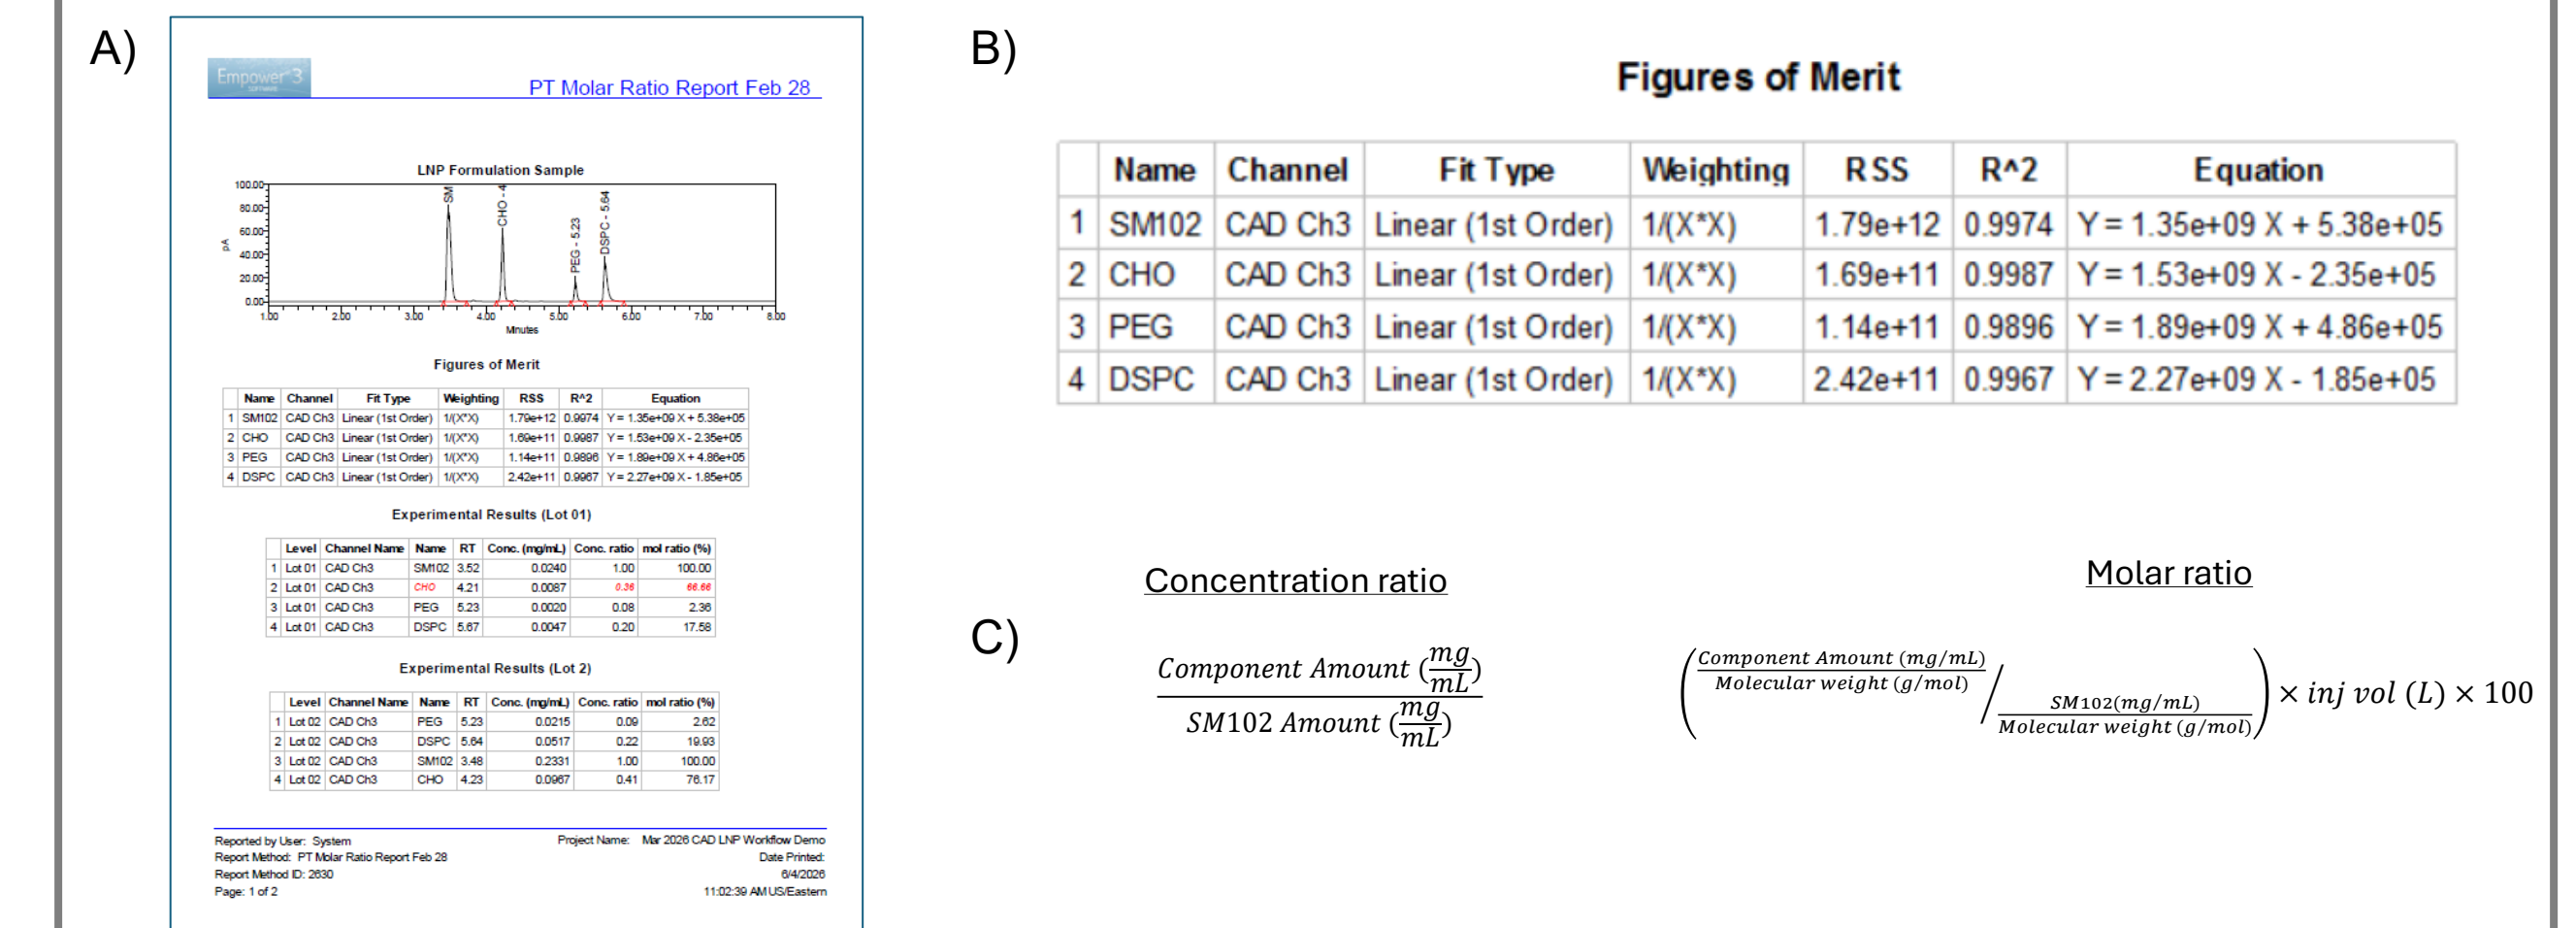 A)
Empower 3
SOFTWARE
PT Molar Ratio Report Feb 28
LNP Formulation Sample
pA
100.00
80.00
60.00
40.00
20.00
0.00
SM
CHO - 4
PEG - 5.23
DSPC - 5.64
1.00 2.00 3.00 4.00 5.00 6.00 7.00 8.00
Minutes
Figures of Merit
Name Channel Fit Type Weighting RSS R^2 Equation
1 SM102 CAD Ch3 Linear (1st Order) 1/(X*X) 1.79e+12 0.9974 Y = 1.35e+09 X + 5.38e+05
2 CHO CAD Ch3 Linear (1st Order) 1/(X*X) 1.69e+11 0.9987 Y = 1.53e+09 X - 2.35e+05
3 PEG CAD Ch3 Linear (1st Order) 1/(X*X) 1.14e+11 0.9896 Y = 1.89e+09 X + 4.86e+05
4 DSPC CAD Ch3 Linear (1st Order) 1/(X*X) 2.42e+11 0.9967 Y = 2.27e+09 X - 1.85e+05
Experimental Results (Lot 01)
Level Channel Name Name RT Conc. (mg/mL) Conc. ratio mol ratio (%)
1 Lot 01 CAD Ch3 SM102 3.52 0.0240 1.00 100.00
2 Lot 01 CAD Ch3 CHO 4.21 0.0087 0.36 66.66
3 Lot 01 CAD Ch3 PEG 5.23 0.0020 0.08 2.36
4 Lot 01 CAD Ch3 DSPC 5.67 0.0047 0.20 17.58
Experimental Results (Lot 2)
Level Channel Name Name RT Conc. (mg/mL) Conc. ratio mol ratio (%)
1 Lot 02 CAD Ch3 PEG 5.23 0.0215 0.09 2.62
2 Lot 02 CAD Ch3 DSPC 5.64 0.0517 0.22 19.93
3 Lot 02 CAD Ch3 SM102 3.48 0.2331 1.00 100.00
4 Lot 02 CAD Ch3 CHO 4.23 0.0967 0.41 76.17
Reported by User: System
Report Method: PT Molar Ratio Report Feb 28
Report Method ID: 2630
Page: 1 of 2
Project Name: Mar 2026 CAD LNP Workflow Demo
Date Printed:
6/4/2026
11:02:39 AM US/Eastern
B)
Figures of Merit
Name Channel Fit Type Weighting RSS R^2 Equation
1 SM102 CAD Ch3 Linear (1st Order) 1/(X*X) 1.79e+12 0.9974 Y = 1.35e+09 X + 5.38e+05
2 CHO CAD Ch3 Linear (1st Order) 1/(X*X) 1.69e+11 0.9987 Y = 1.53e+09 X - 2.35e+05
3 PEG CAD Ch3 Linear (1st Order) 1/(X*X) 1.14e+11 0.9896 Y = 1.89e+09 X + 4.86e+05
4 DSPC CAD Ch3 Linear (1st Order) 1/(X*X) 2.42e+11 0.9967 Y = 2.27e+09 X - 1.85e+05
C)
Concentration ratio
Component Amount (mg/mL)
SM102 Amount (mg/mL)
Molar ratio
(Component Amount (mg/mL)
Molecular weight (g/mol) /
SM102(mg/mL)
Molecular weight (g/mol)) × inj vol (L) × 100